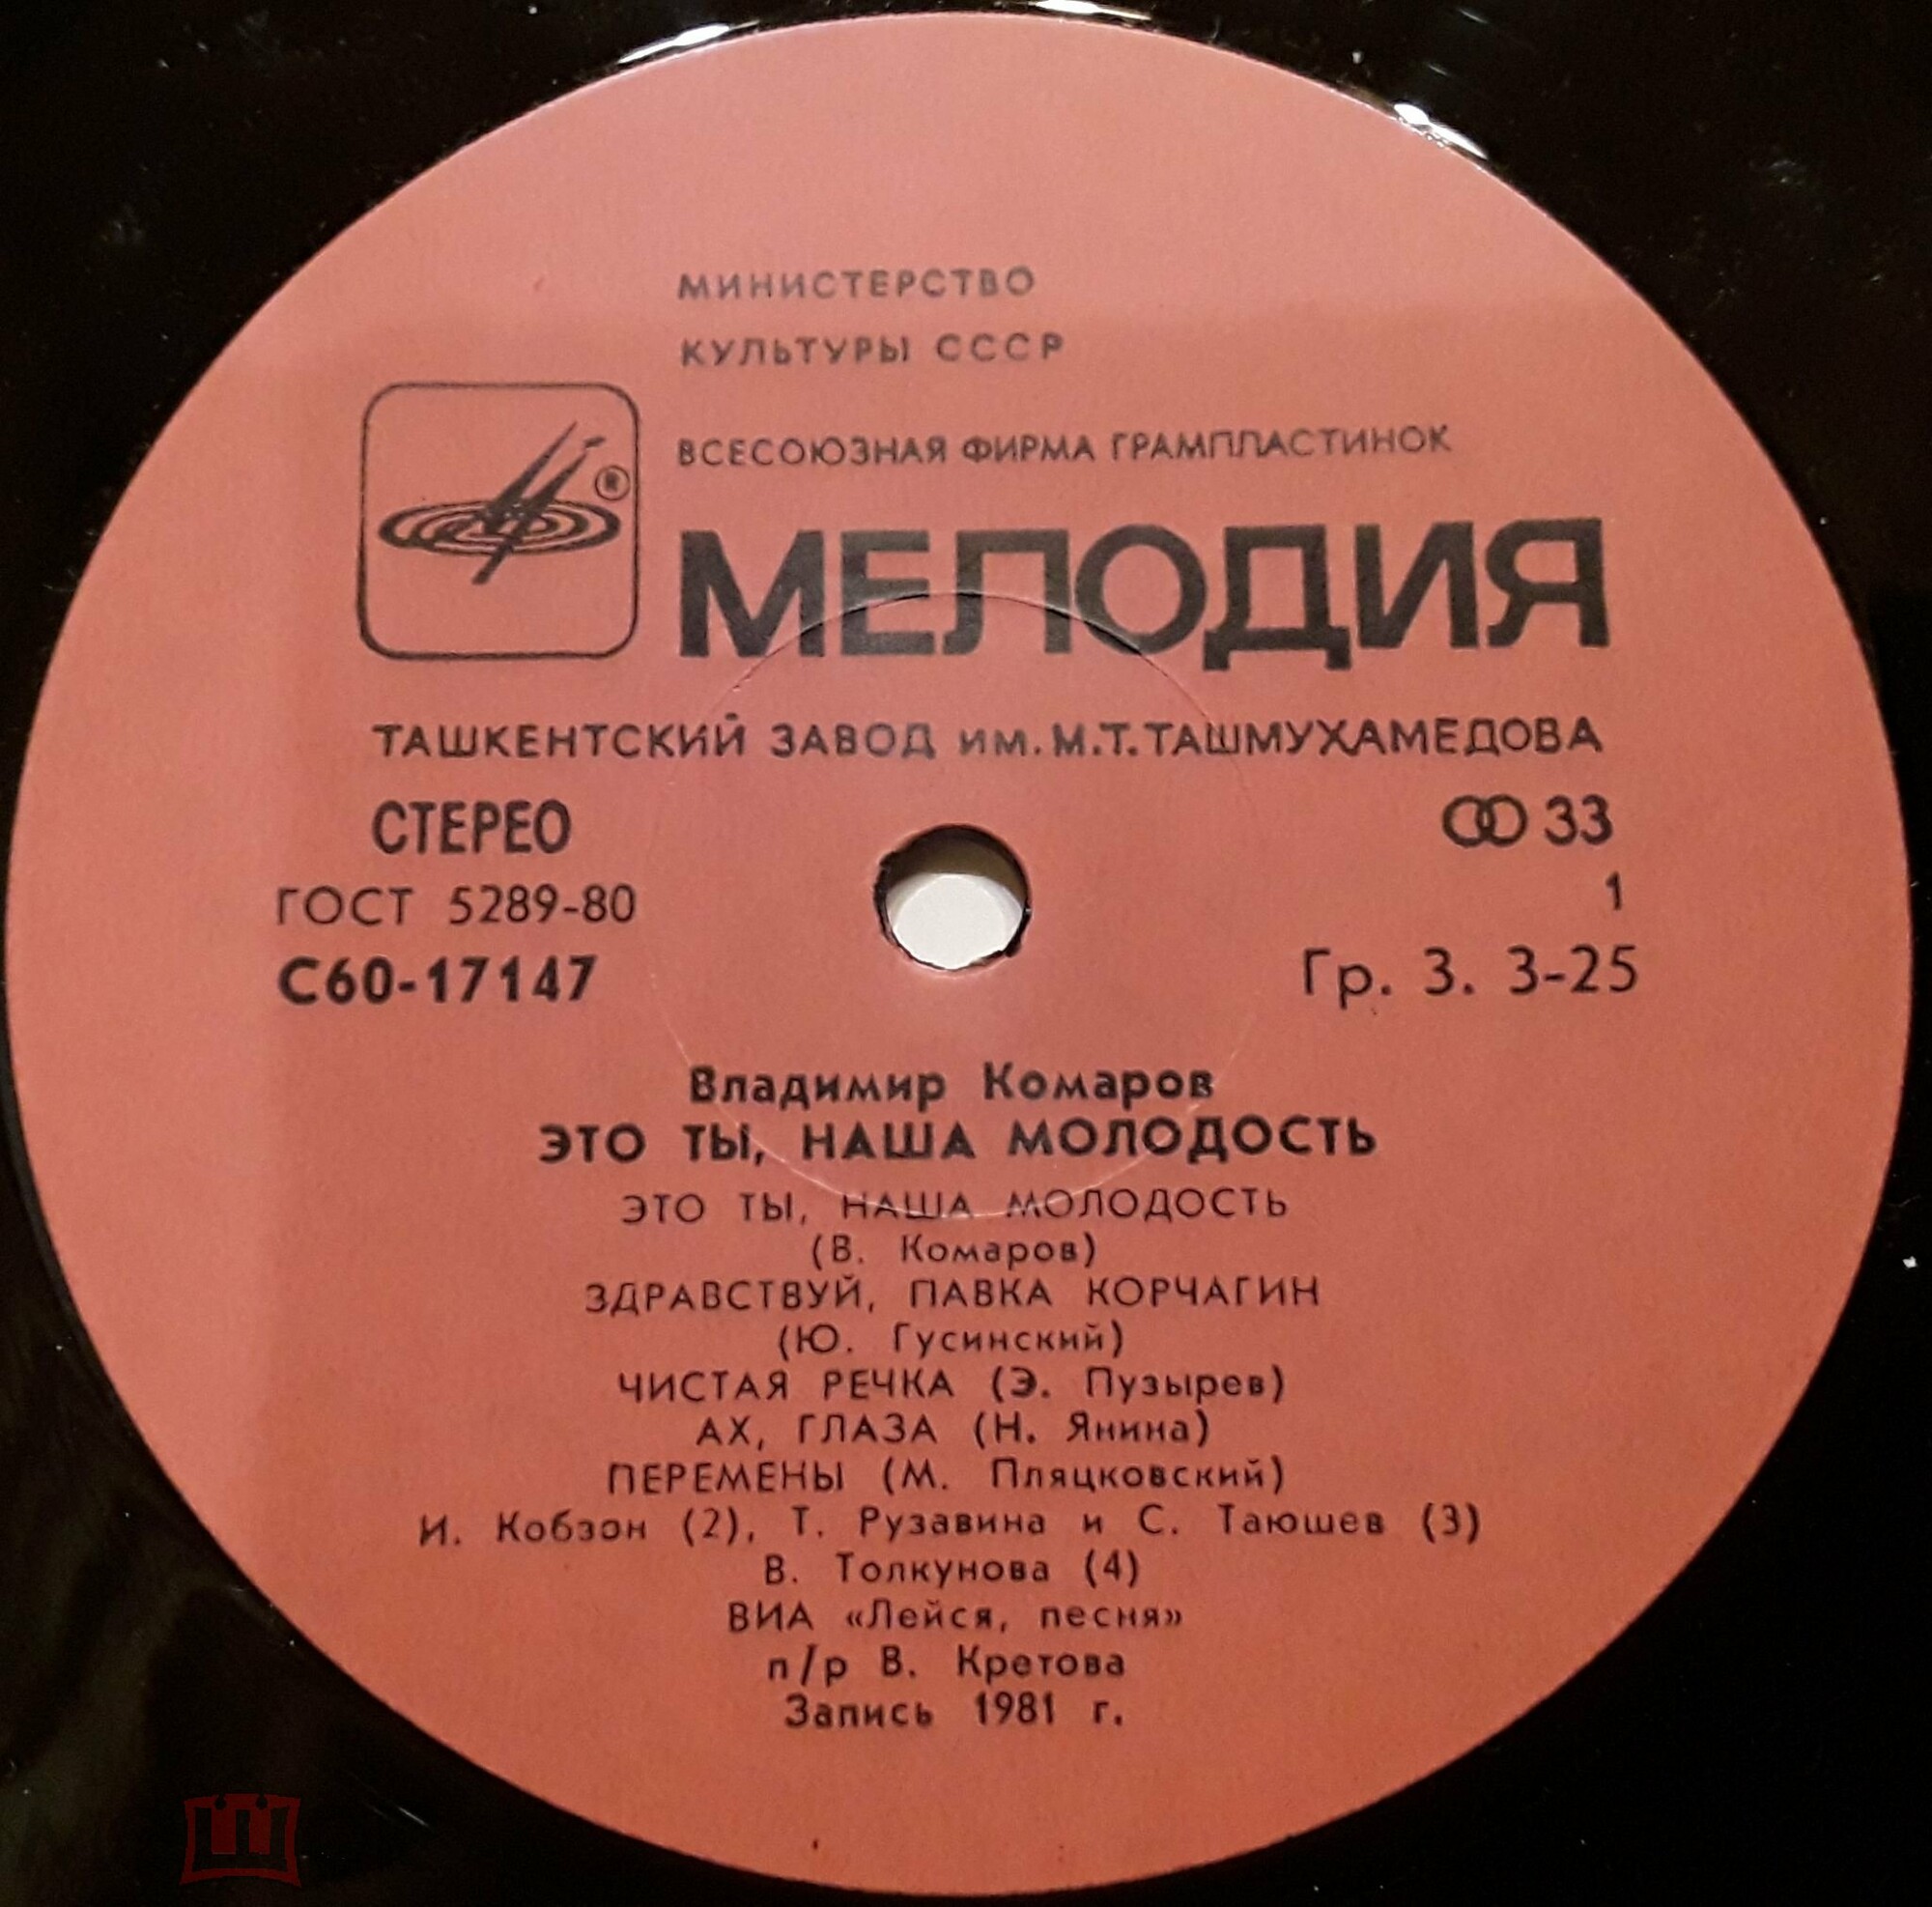 МИНИСТЕРСТВО
КУЛЬТУРЫ СССР
ВСЕСОЮЗНАЯ ФИРМА ГРАМПЛАСТИНОК
®
МЕЛОДИЯ
ТАШКЕНТСКИЙ ЗАВОД им. М.Т.ТАШМУХАМЕДОВА
СТЕРЕО
33
ГОСТ 5289-80
1
С60-17147
Гр. 3. 3-25
Владимир Комаров
ЭТО ТЫ, НАША МОЛОДОСТЬ
ЭТО ТЫ, НАША МОЛОДОСТЬ
(В. Комаров)
ЗДРАВСТВУЙ, ПАВКА КОРЧАГИН
(Ю. Гусинский)
ЧИСТАЯ РЕЧКА (Э. Пузырев)
АХ, ГЛАЗА (Н. Янина)
ПЕРЕМЕНЫ (М. Пляцковский)
И. Кобзон (2), Т. Рузавина и С. Таюшев (3)
В. Толкунова (4)
ВИА «Лейся, песня»
п/р В. Кретова
Запись 1981 г.